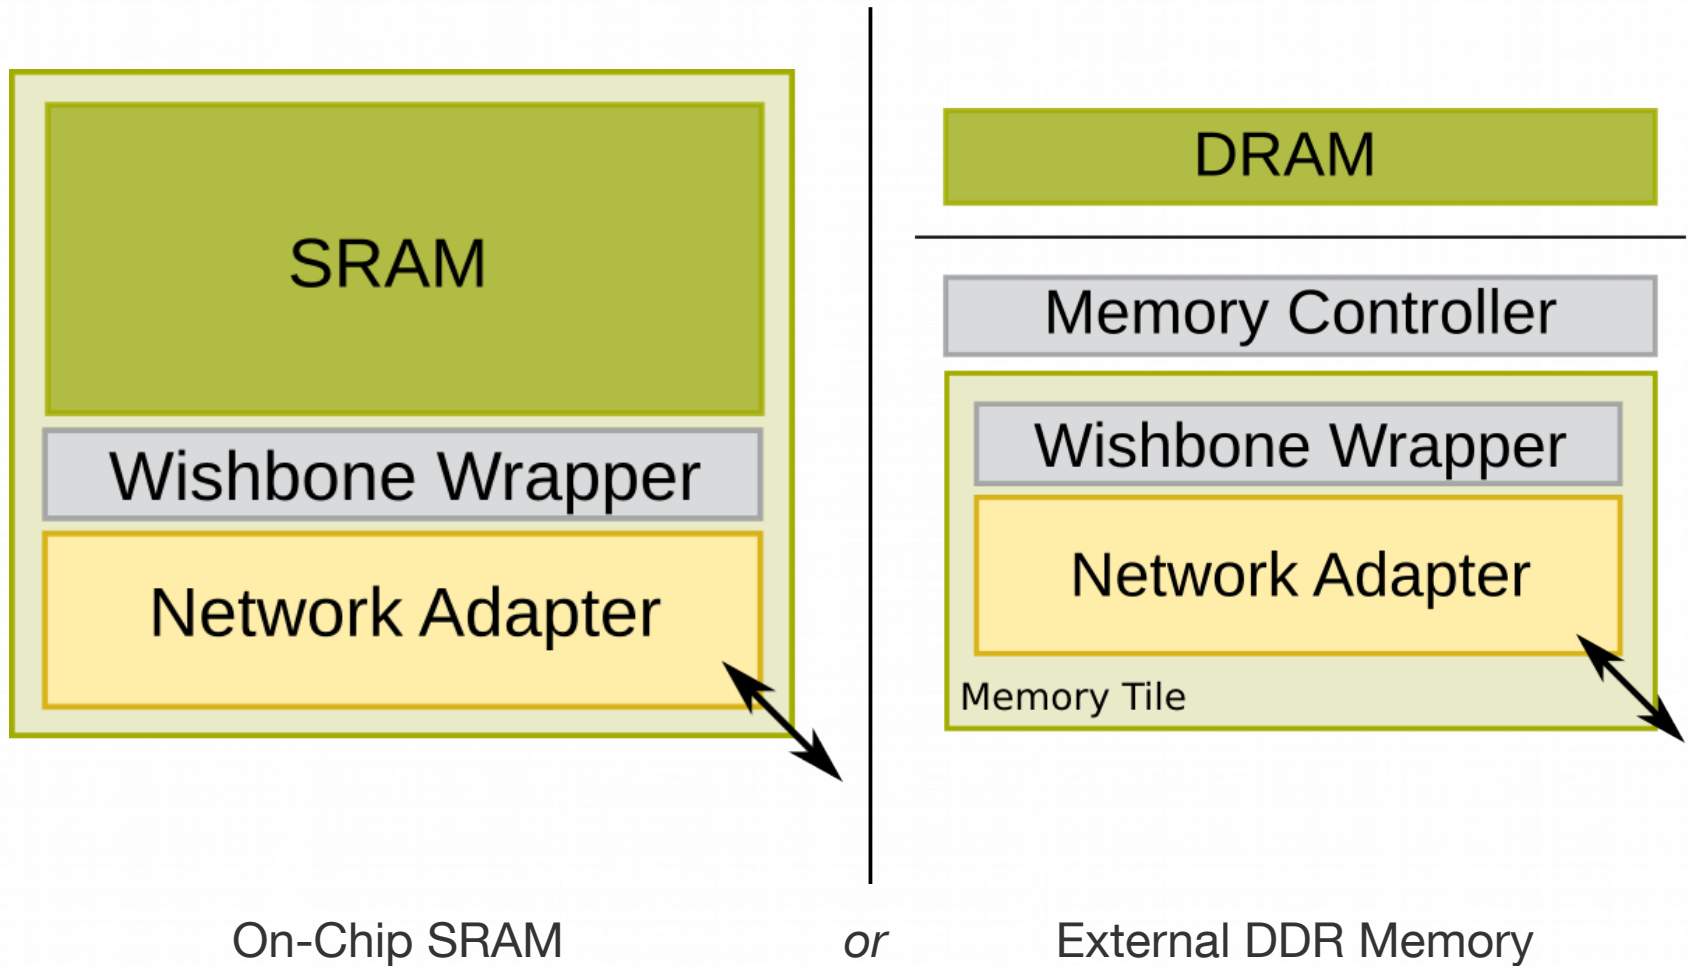 SRAM
Wishbone Wrapper
Network Adapter
DRAM
Memory Controller
Wishbone Wrapper
Network Adapter
Memory Tile
On-Chip SRAM or External DDR Memory